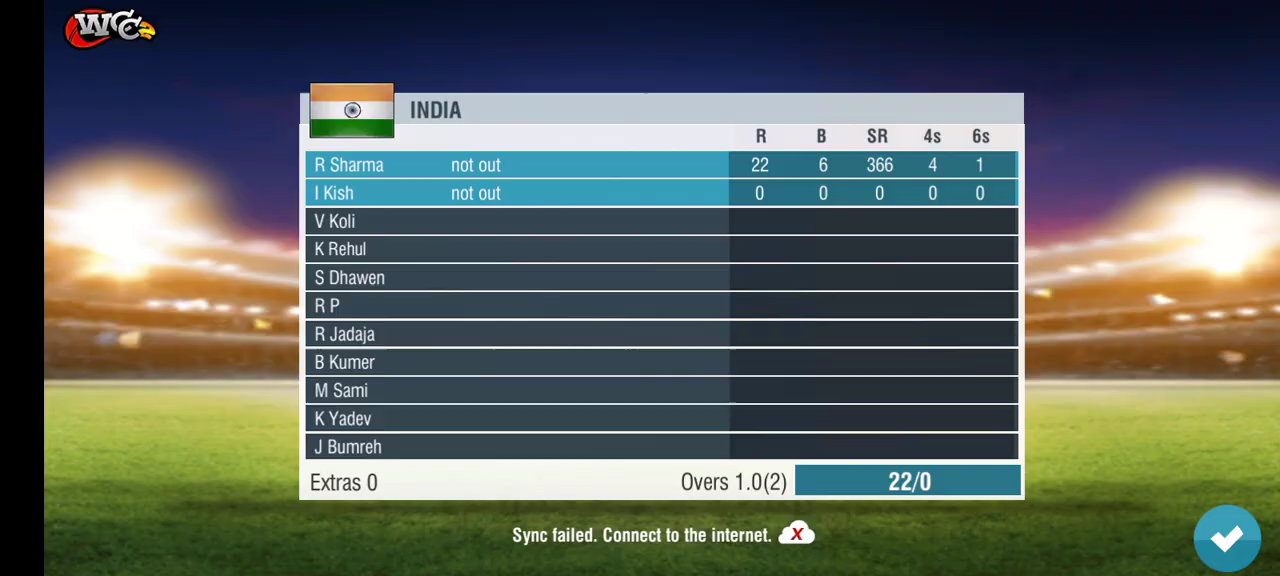 WCC2
INDIA
R B SR 4s 6s
R Sharma not out 22 6 366 4 1
I Kish not out 0 0 0 0 0
V Koli
K Rehul
S Dhawen
R P
R Jadaja
B Kumer
M Sami
K Yadev
J Bumreh
Extras 0 Overs 1.0(2) 22/0
Sync failed. Connect to the internet. X